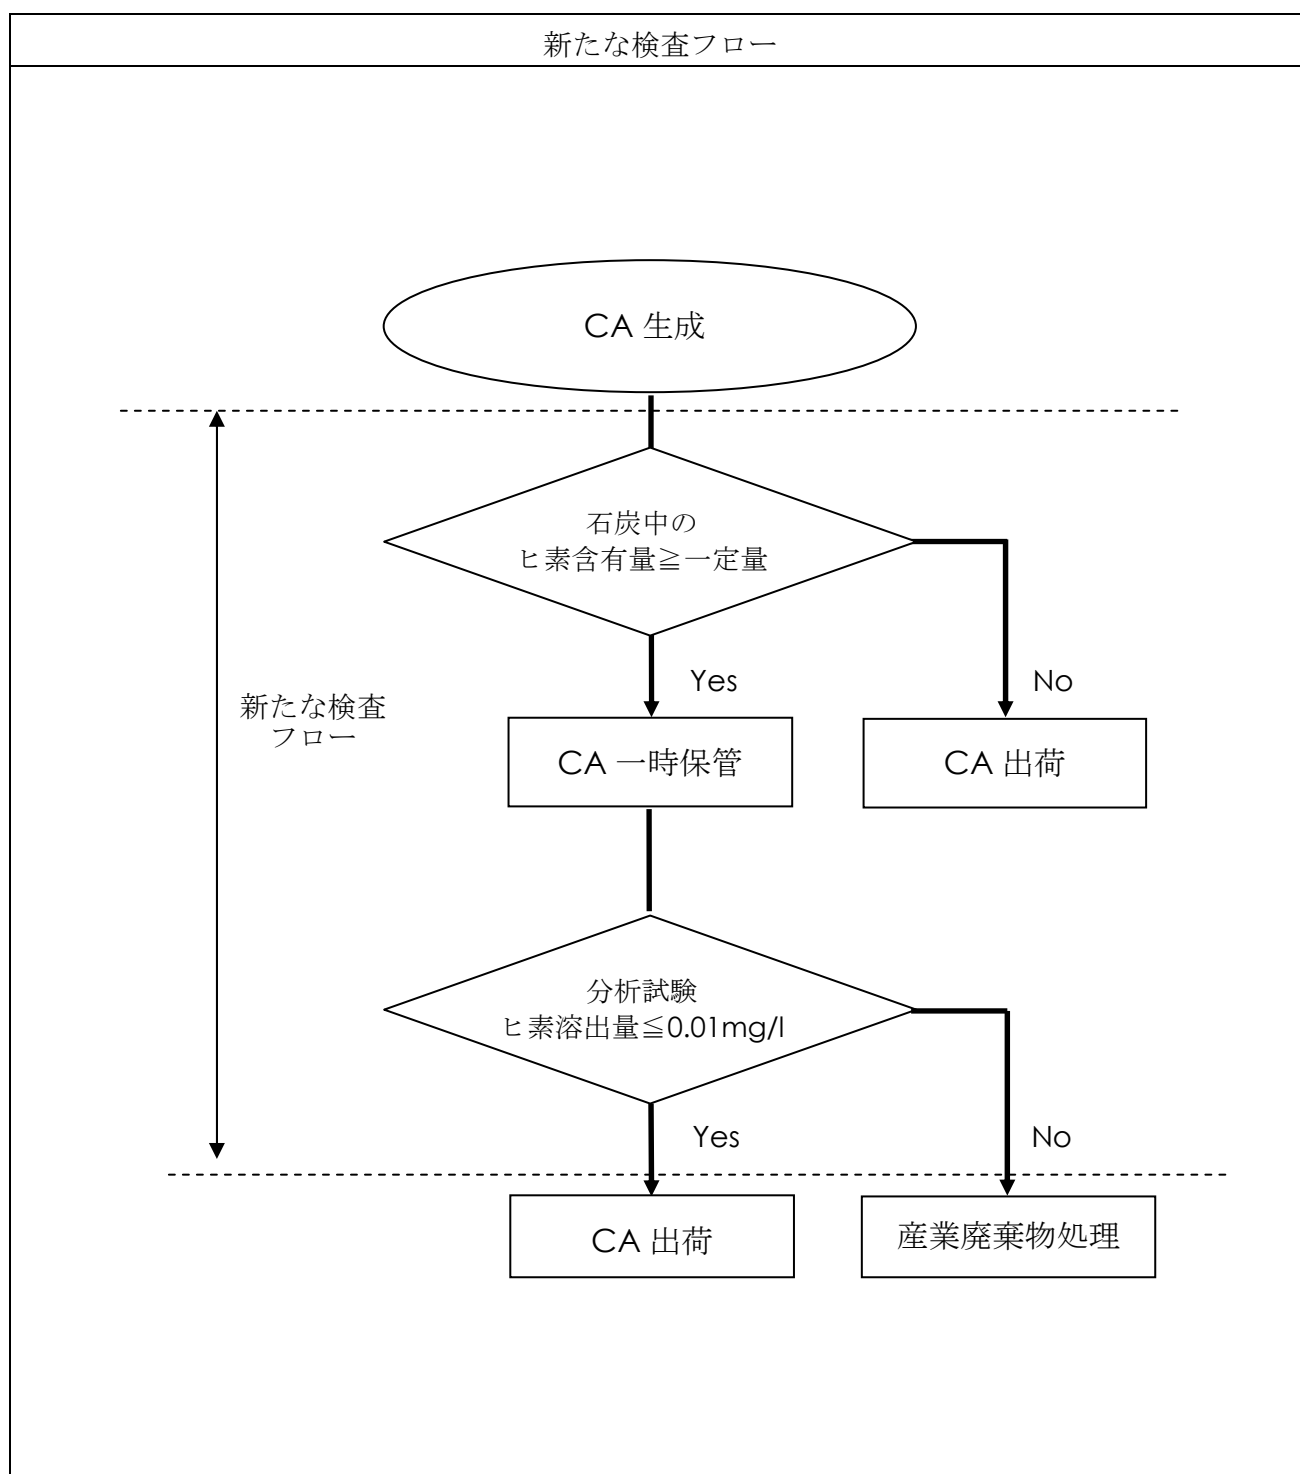 新たな検査フロー
CA 生成
石炭中の
ヒ素含有量≧一定量
Yes
No
新たな検査
フロー
CA 一時保管
CA 出荷
分析試験
ヒ素溶出量≦0.01mg/l
Yes
No
CA 出荷
産業廃棄物処理